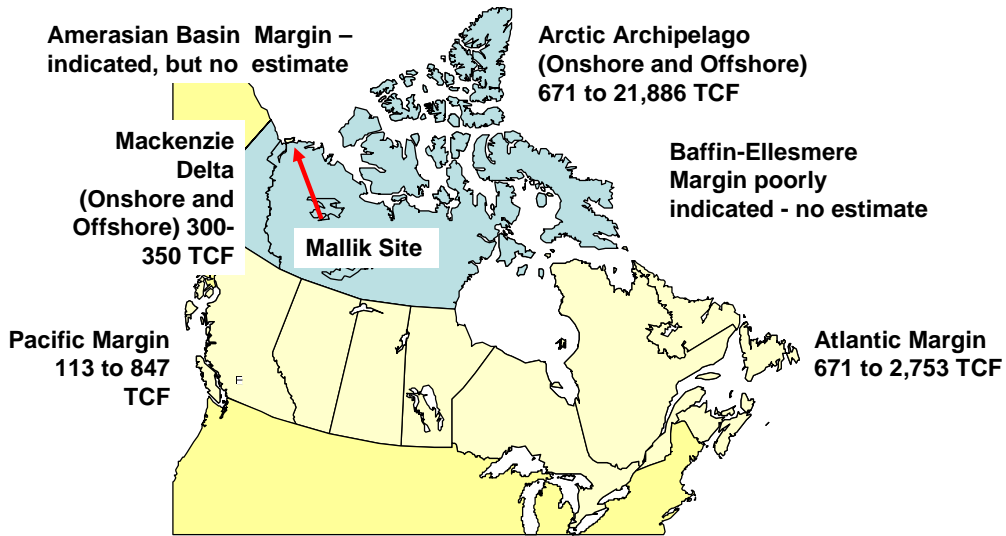 Amerasian Basin Margin –
indicated, but no estimate
Arctic Archipelago
(Onshore and Offshore)
671 to 21,886 TCF
Mackenzie
Delta
(Onshore and
Offshore) 300-
350 TCF
Baffin-Ellesmere
Margin poorly
indicated - no estimate
Mallik Site
Pacific Margin
113 to 847
TCF
E
Atlantic Margin
671 to 2,753 TCF